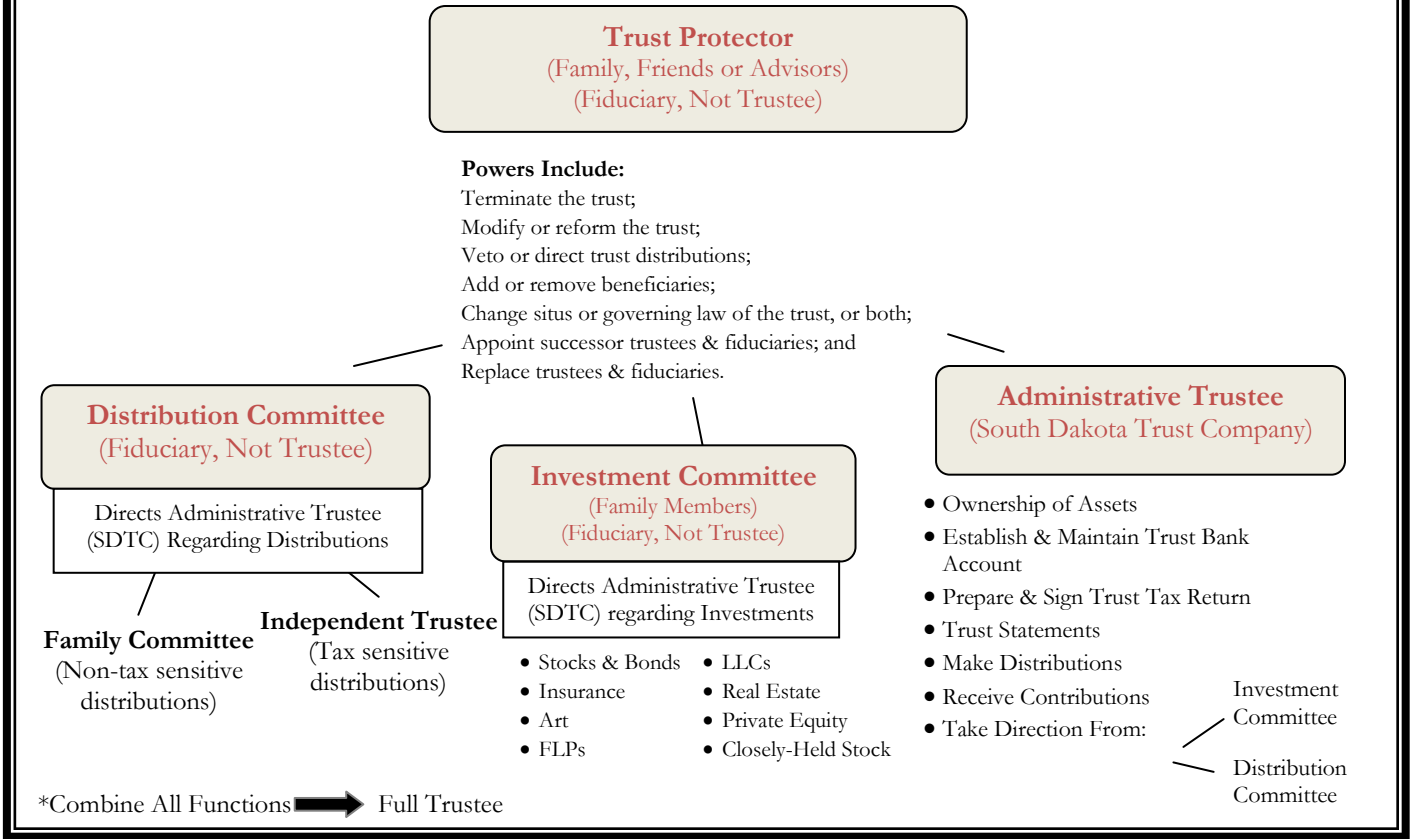 Trust Protector
(Family, Friends or Advisors)
(Fiduciary, Not Trustee)
Powers Include:
Terminate the trust;
Modify or reform the trust;
Veto or direct trust distributions;
Add or remove beneficiaries;
Change situs or governing law of the trust, or both;
Appoint successor trustees & fiduciaries; and
Replace trustees & fiduciaries.
Distribution Committee
(Fiduciary, Not Trustee)
Directs Administrative Trustee
(SDTC) Regarding Distributions
Family Committee
(Non-tax sensitive
distributions)
Independent Trustee
(Tax sensitive
distributions)
Investment Committee
(Family Members)
(Fiduciary, Not Trustee)
Directs Administrative Trustee
(SDTC) regarding Investments
• Stocks & Bonds
• Insurance
• Art
• FLPs
• LLCs
• Real Estate
• Private Equity
• Closely-Held Stock
Administrative Trustee
(South Dakota Trust Company)
• Ownership of Assets
• Establish & Maintain Trust Bank
Account
• Prepare & Sign Trust Tax Return
• Trust Statements
• Make Distributions
• Receive Contributions
• Take Direction From:
Investment
Committee
Distribution
Committee
*Combine All Functions
Full Trustee